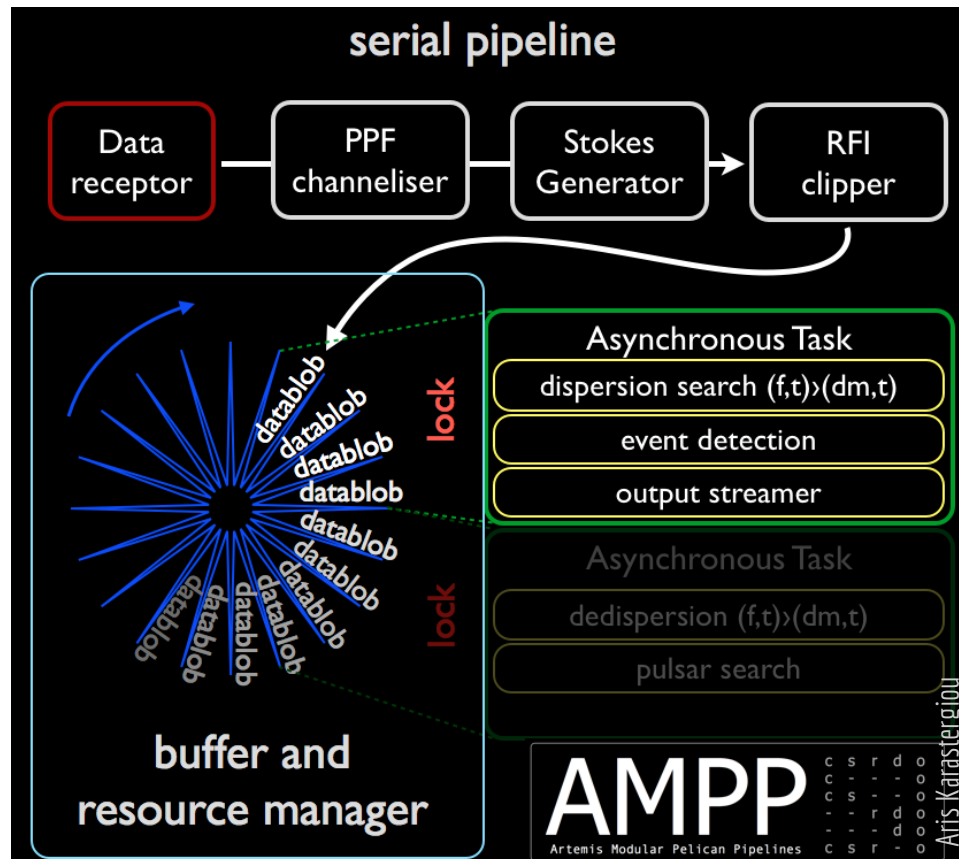 serial pipeline
Data
receptor
PPF
channeliser
Stokes
Generator
RFI
clipper
datablob
datablob
datablob
datablob
datablob
datablob
datablob
datablob
datablob
datablob
datablob
lock
Asynchronous Task
dispersion search (f,t)›(dm,t)
event detection
output streamer
lock
Asynchronous Task
dedispersion (f,t)›(dm,t)
pulsar search
buffer and
resource manager
AMPP
Artemis Modular Pelican Pipelines
c s r d o
c - - - o
c s - - o
- - r d o
- - - d o
c s r - o
Aris Karastergiou